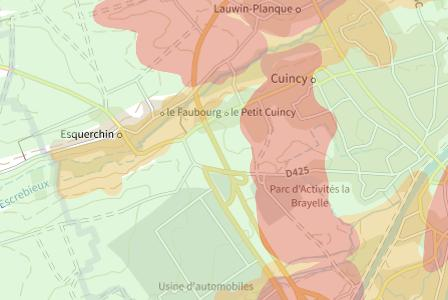 Lauwin-Planque
Cuincy
le Faubourg
le Petit Cuincy
Esquerchin
D425
Escrebieux
Parc d'Activités la
Brayelle
Usine d'automobiles